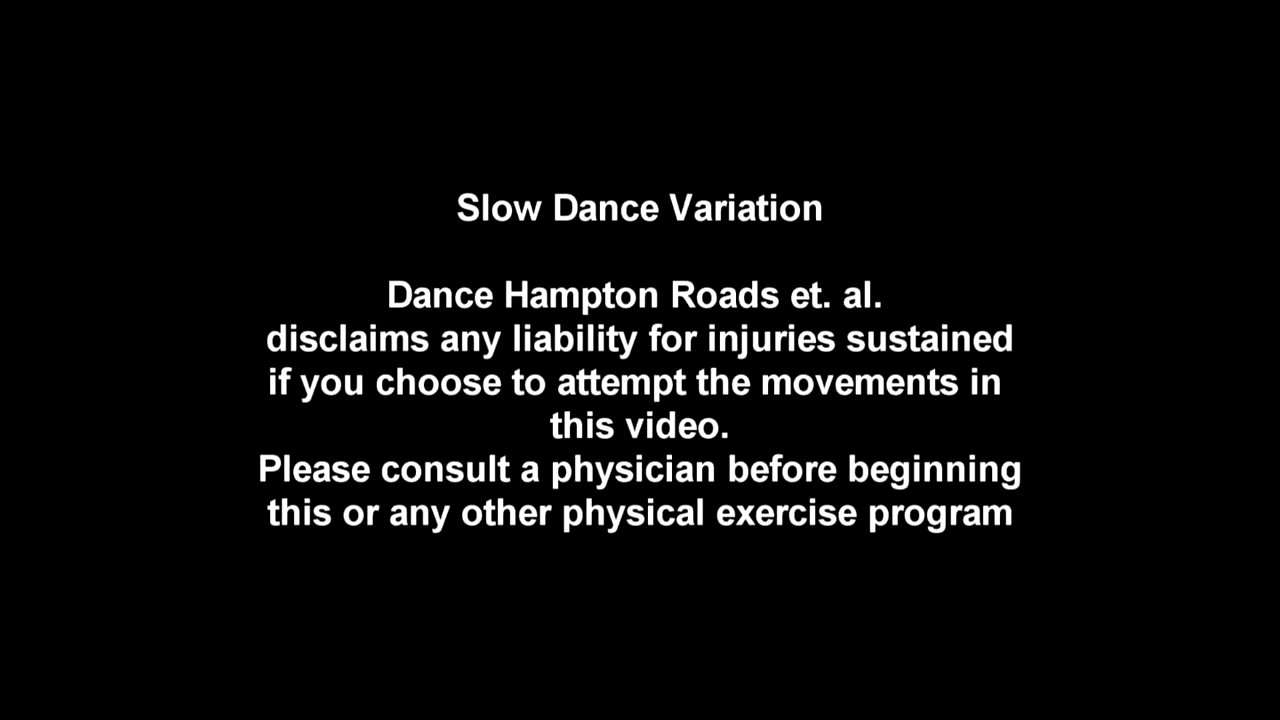 Slow Dance Variation
Dance Hampton Roads et. al.
disclaims any liability for injuries sustained
if you choose to attempt the movements in
this video.
Please consult a physician before beginning
this or any other physical exercise program